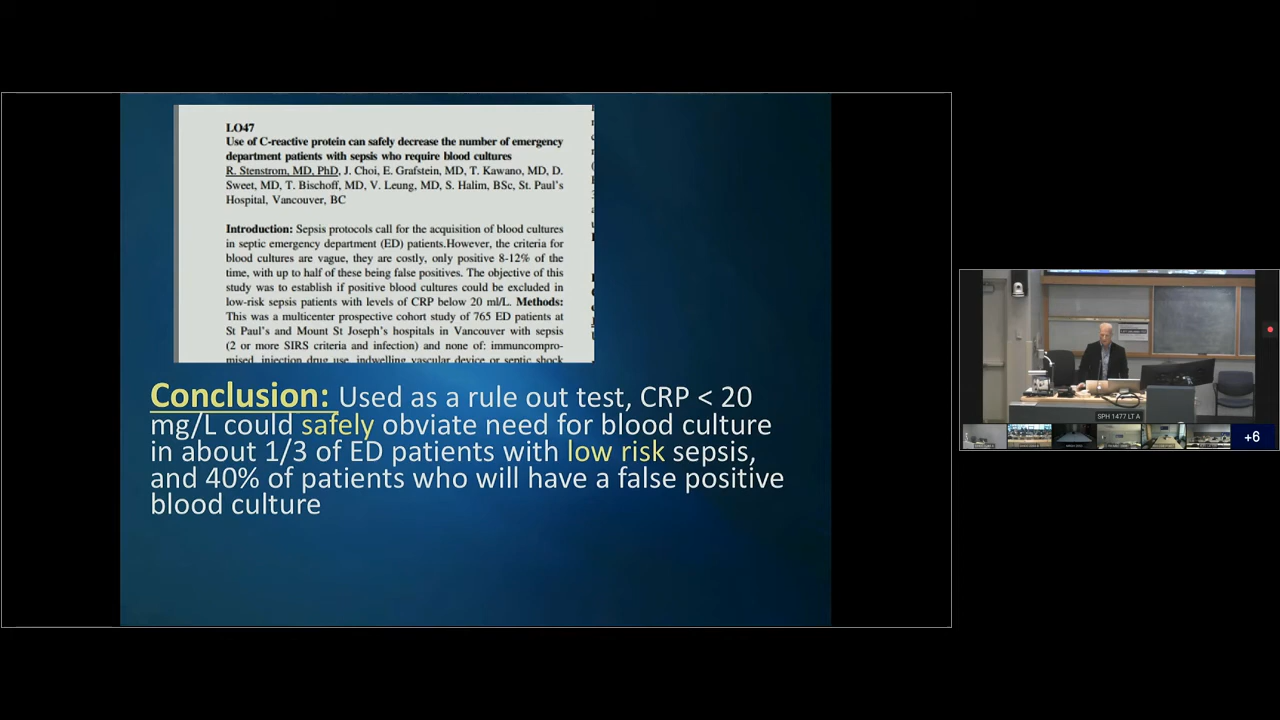 LO47
Use of C-reactive protein can safely decrease the number of emergency
department patients with sepsis who require blood cultures
R. Stenstrom, MD, PhD, J. Choi, E. Grafstein, MD, T. Kawano, MD, D.
Sweet, MD, T. Bischoff, MD, V. Leung, MD, S. Halim, BSc, St. Paul's
Hospital, Vancouver, BC
Introduction: Sepsis protocols call for the acquisition of blood cultures
in septic emergency department (ED) patients.However, the criteria for
blood cultures are vague, they are costly, only positive 8-12% of the
time, with up to half of these being false positives. The objective of this
study was to establish if positive blood cultures could be excluded in
low-risk sepsis patients with levels of CRP below 20 ml/L. Methods:
This was a multicenter prospective cohort study of 765 ED patients at
St Paul's and Mount St Joseph's hospitals in Vancouver with sepsis
(2 or more SIRS criteria and infection) and none of: immuncompro-
mised, injection drug use, indwelling vascular device or septic shock
Conclusion: Used as a rule out test, CRP < 20
mg/L could safely obviate need for blood culture
in about 1/3 of ED patients with low risk sepsis,
and 40% of patients who will have a false positive
blood culture
SPH 1477 LT A
+6